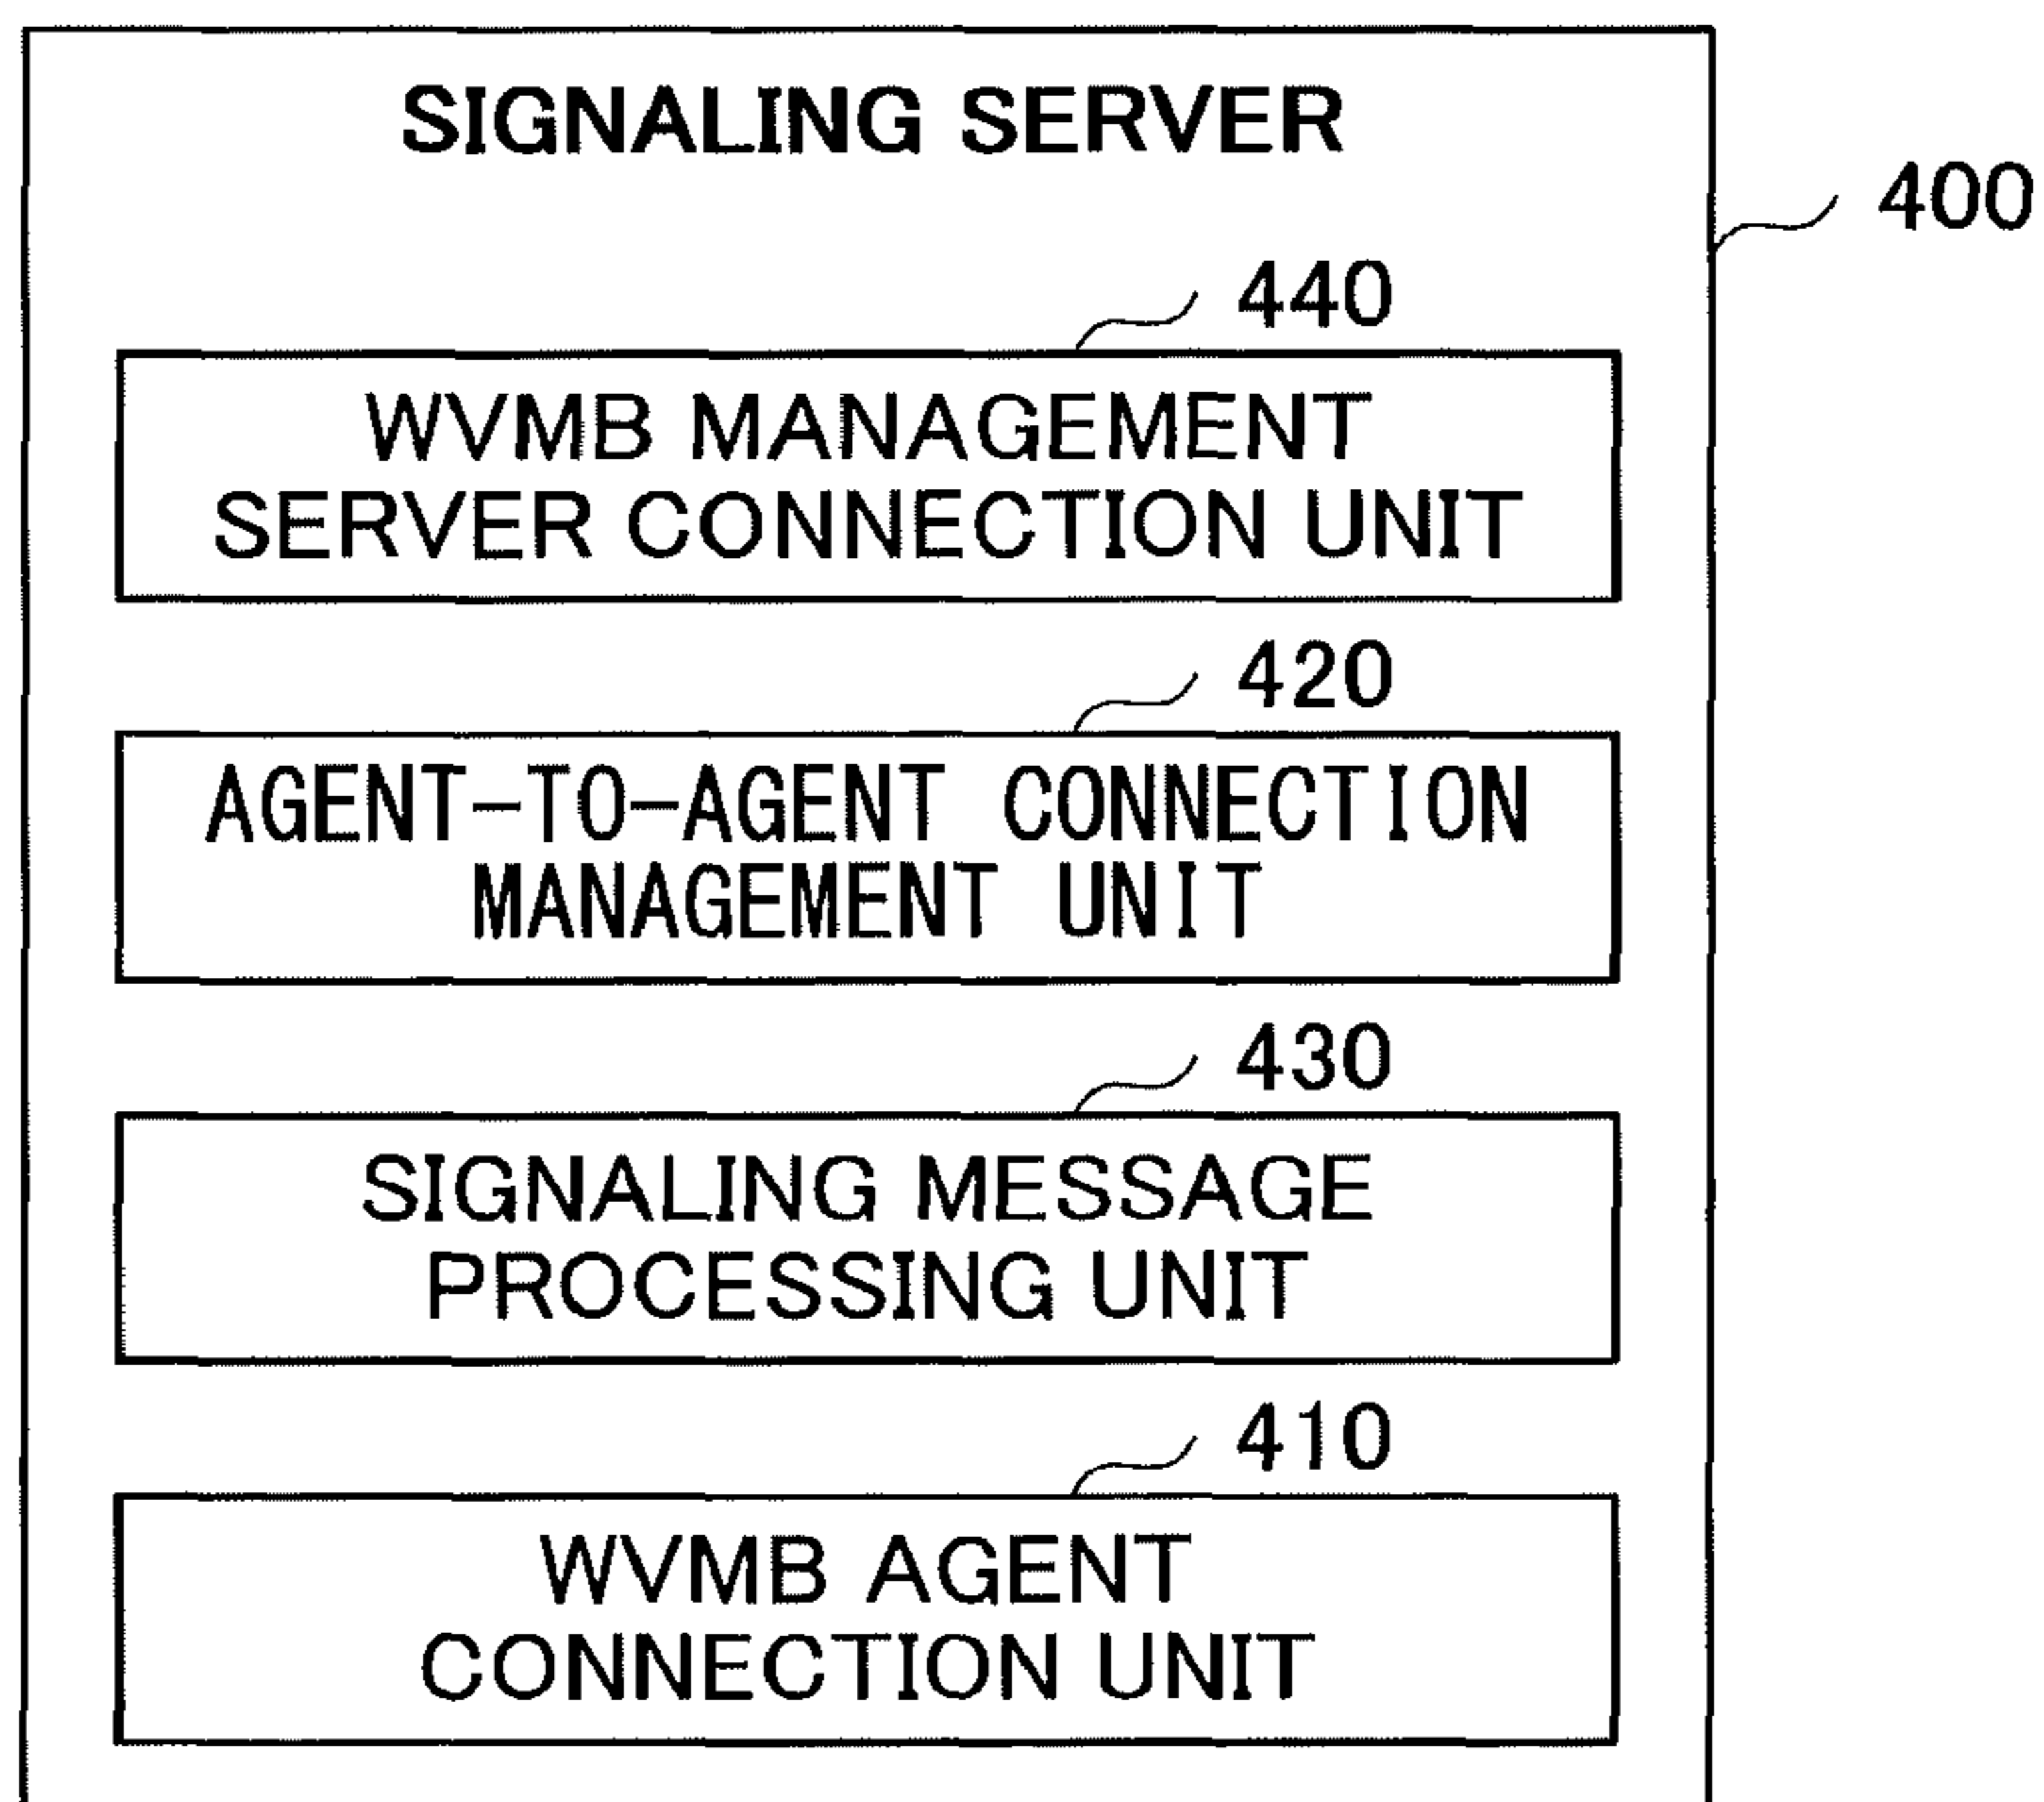 SIGNALING SERVER
400
440
WVMB MANAGEMENT
SERVER CONNECTION UNIT
420
AGENT-TO-AGENT CONNECTION
MANAGEMENT UNIT
430
SIGNALING MESSAGE
PROCESSING UNIT
410
WVMB AGENT
CONNECTION UNIT